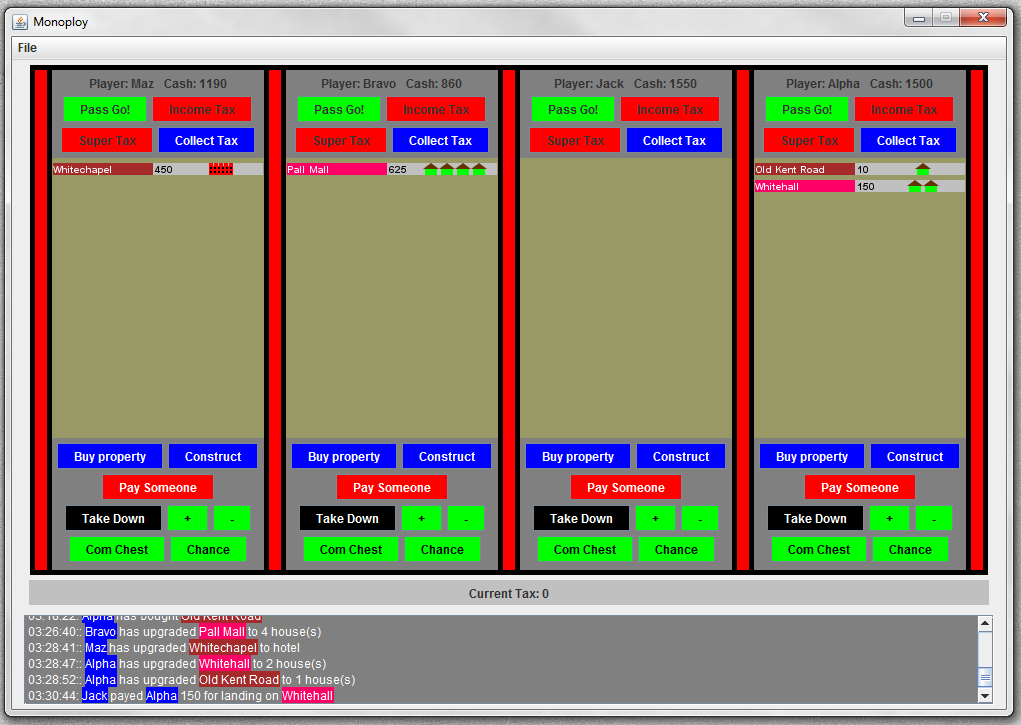 Monoploy
File
Player: Maz Cash: 1190 Player: Bravo Cash: 860 Player: Jack Cash: 1550 Player: Alpha Cash: 1500
Pass Go! Income Tax Pass Go! Income Tax Pass Go! Income Tax Pass Go! Income Tax
Super Tax Collect Tax Super Tax Collect Tax Super Tax Collect Tax Super Tax Collect Tax
Whitechapel 450 Pall Mall 625 Old Kent Road 10
Whitehall 150
Buy property Construct Buy property Construct Buy property Construct Buy property Construct
Pay Someone Pay Someone Pay Someone Pay Someone
Take Down + - Take Down + - Take Down + - Take Down + -
Com Chest Chance Com Chest Chance Com Chest Chance Com Chest Chance
Current Tax: 0
03:18:22:: Alpha has bought Old Kent Road
03:26:40:: Bravo has upgraded Pall Mall to 4 house(s)
03:28:41:: Maz has upgraded Whitechapel to hotel
03:28:47:: Alpha has upgraded Whitehall to 2 house(s)
03:28:52:: Alpha has upgraded Old Kent Road to 1 house(s)
03:30:44: Jack payed Alpha 150 for landing on Whitehall